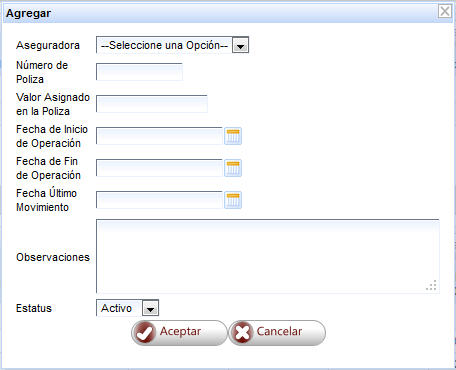 Agregar
Aseguradora --Seleccione una Opción--
Número de
Poliza
Valor Asignado
en la Poliza
Fecha de Inicio
de Operación
Fecha de Fin
de Operación
Fecha Último
Movimiento
Observaciones
Estatus Activo
Aceptar Cancelar